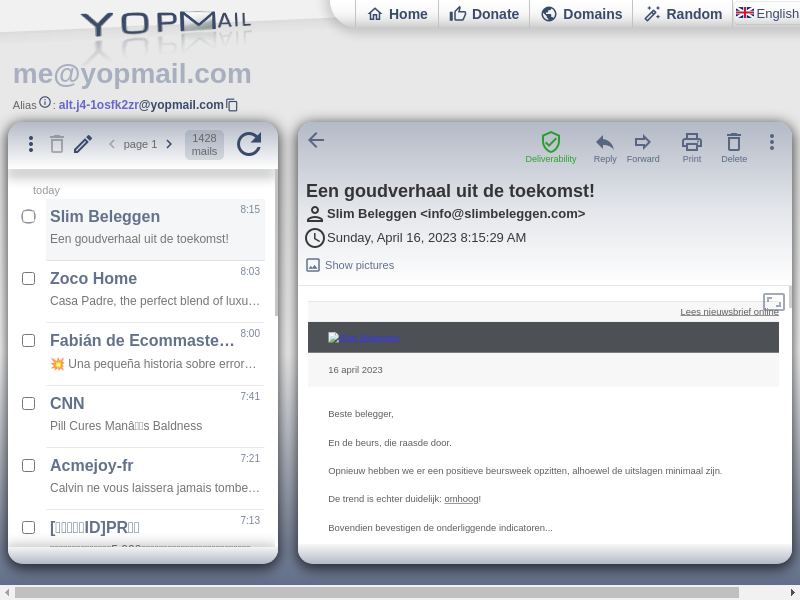 YOPMail
Home
Donate
Domains
Random
English
me@yopmail.com
Alias : alt.j4-1osfk2zr@yopmail.com
page 1
1428
mails
today
Slim Beleggen
8:15
Een goudverhaal uit de toekomst!
Zoco Home
8:03
Casa Padre, the perfect blend of luxu…
Fabián de Ecommaste…
8:00
💥 Una pequeña historia sobre error…
CNN
7:41
Pill Cures Manâ▯▯s Baldness
Acmejoy-fr
7:21
Calvin ne vous laissera jamais tombe…
7:13
Deliverability
Reply
Forward
Print
Delete
Een goudverhaal uit de toekomst!
Slim Beleggen <info@slimbeleggen.com>
Sunday, April 16, 2023 8:15:29 AM
Show pictures
Lees nieuwsbrief online
Slim Beleggen
16 april 2023
Beste belegger,
En de beurs, die raasde door.
Opnieuw hebben we er een positieve beursweek opzitten, alhoewel de uitslagen minimaal zijn.
De trend is echter duidelijk: omhoog!
Bovendien bevestigen de onderliggende indicatoren...